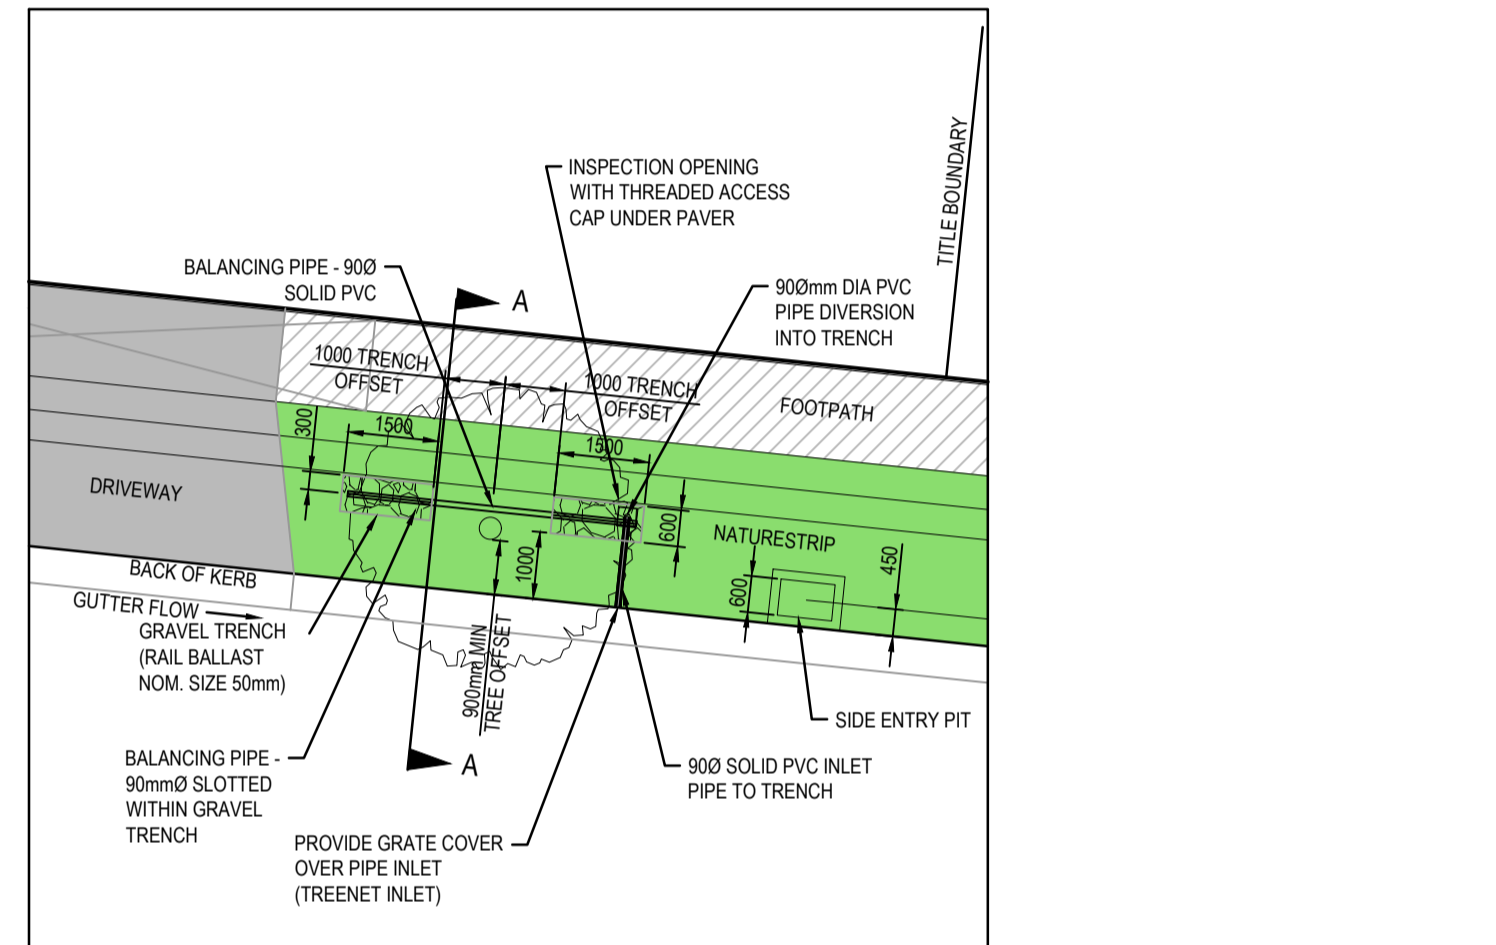 TITLE BOUNDARY
INSPECTION OPENING
WITH THREADED ACCESS
CAP UNDER PAVER
BALANCING PIPE - 90Ø
SOLID PVC
A
90Ømm DIA PVC
PIPE DIVERSION
INTO TRENCH
1000 TRENCH
OFFSET
1000 TRENCH
OFFSET
FOOTPATH
300
1500
1500
DRIVEWAY
600
NATURESTRIP
450
1000
600
BACK OF KERB
GUTTER FLOW
GRAVEL TRENCH
(RAIL BALLAST
NOM. SIZE 50mm)
900mm MIN
TREE OFFSET
SIDE ENTRY PIT
A
BALANCING PIPE -
90mmØ SLOTTED
WITHIN GRAVEL
TRENCH
90Ø SOLID PVC INLET
PIPE TO TRENCH
PROVIDE GRATE COVER
OVER PIPE INLET
(TREENET INLET)